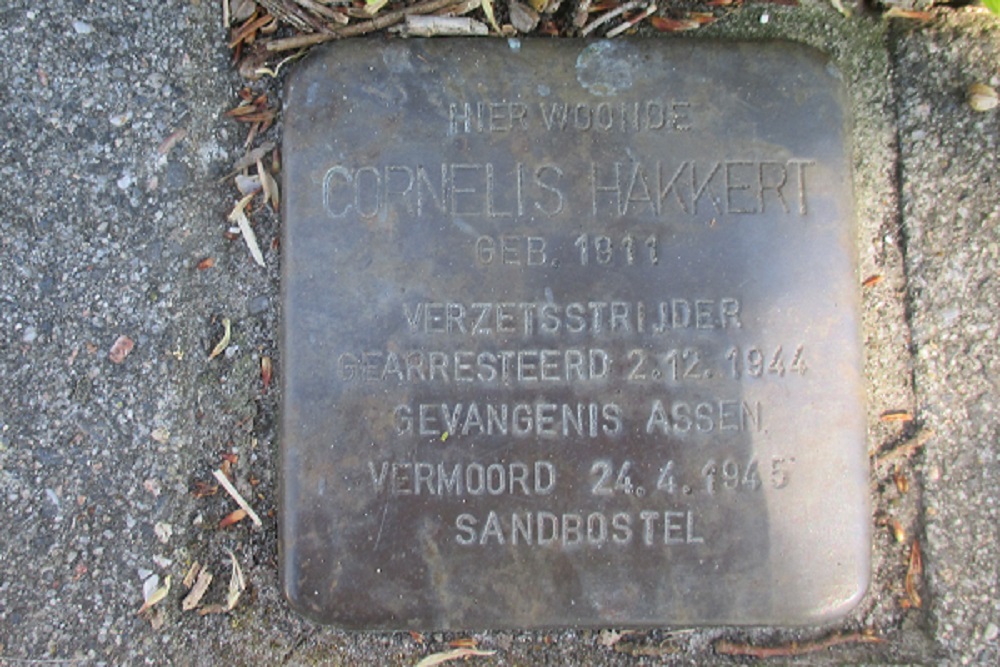 HIER WOONDE
CORNELIS HAKKERT
GEB. 1911
VERZETSSTRIJDER
GEARRESTEERD 2.12.1944
GEVANGENIS ASSEN
VERMOORD 24.4.1945
SANDBOSTEL